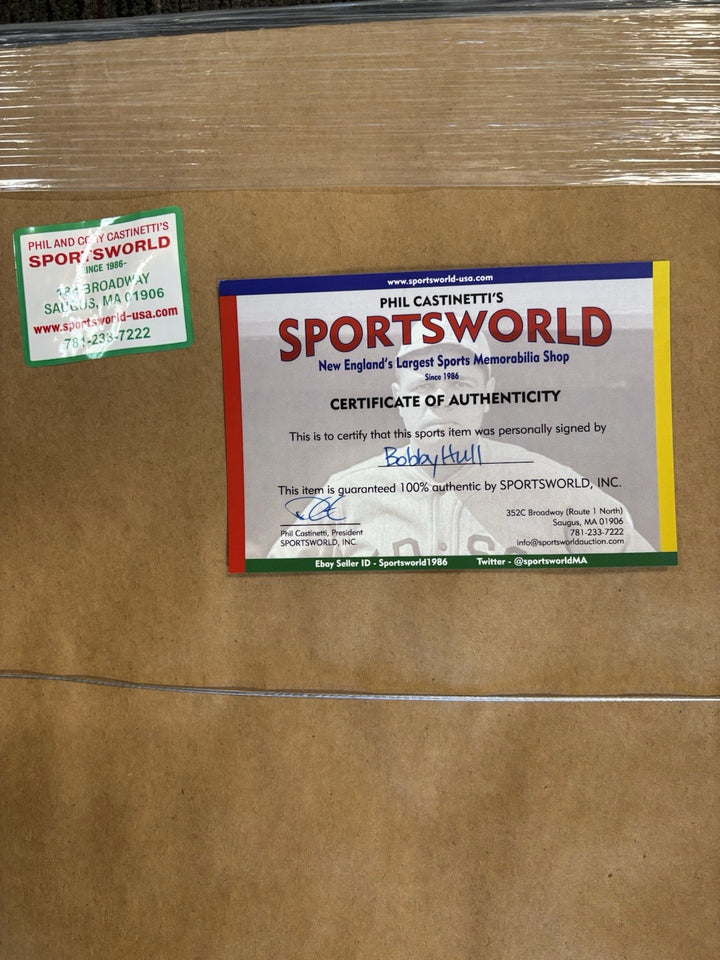 PHIL AND CORY CASTINETTI'S
SPORTSWORLD
SINCE 1986-
BROADWAY
SAUGUS, MA 01906
www.sportsworld-usa.com
781-233-7222
www.sportsworld-usa.com
PHIL CASTINETTI'S
SPORTSWORLD
New England's Largest Sports Memorabilia Shop
Since 1986
CERTIFICATE OF AUTHENTICITY
This is to certify that this sports item was personally signed by
Bobby Hull
This item is guaranteed 100% authentic by SPORTSWORLD, INC.
Phil Castinetti, President
SPORTSWORLD, INC.
352C Broadway (Route 1 North)
Saugus, MA 01906
781-233-7222
info@sportsworldauction.com
Ebay Seller ID - Sportsworld1986 Twitter - @sportsworldMA